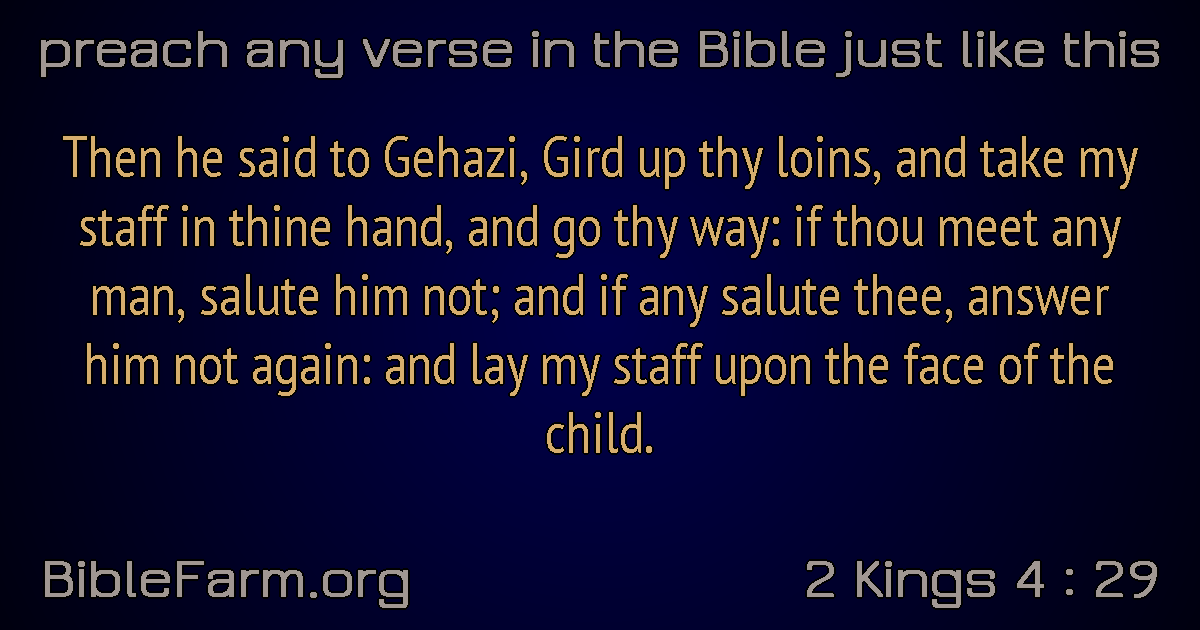 preach any verse in the Bible just like this
Then he said to Gehazi, Gird up thy loins, and take my
staff in thine hand, and go thy way: if thou meet any
man, salute him not; and if any salute thee, answer
him not again: and lay my staff upon the face of the
child.
BibleFarm.org
2 Kings 4 : 29